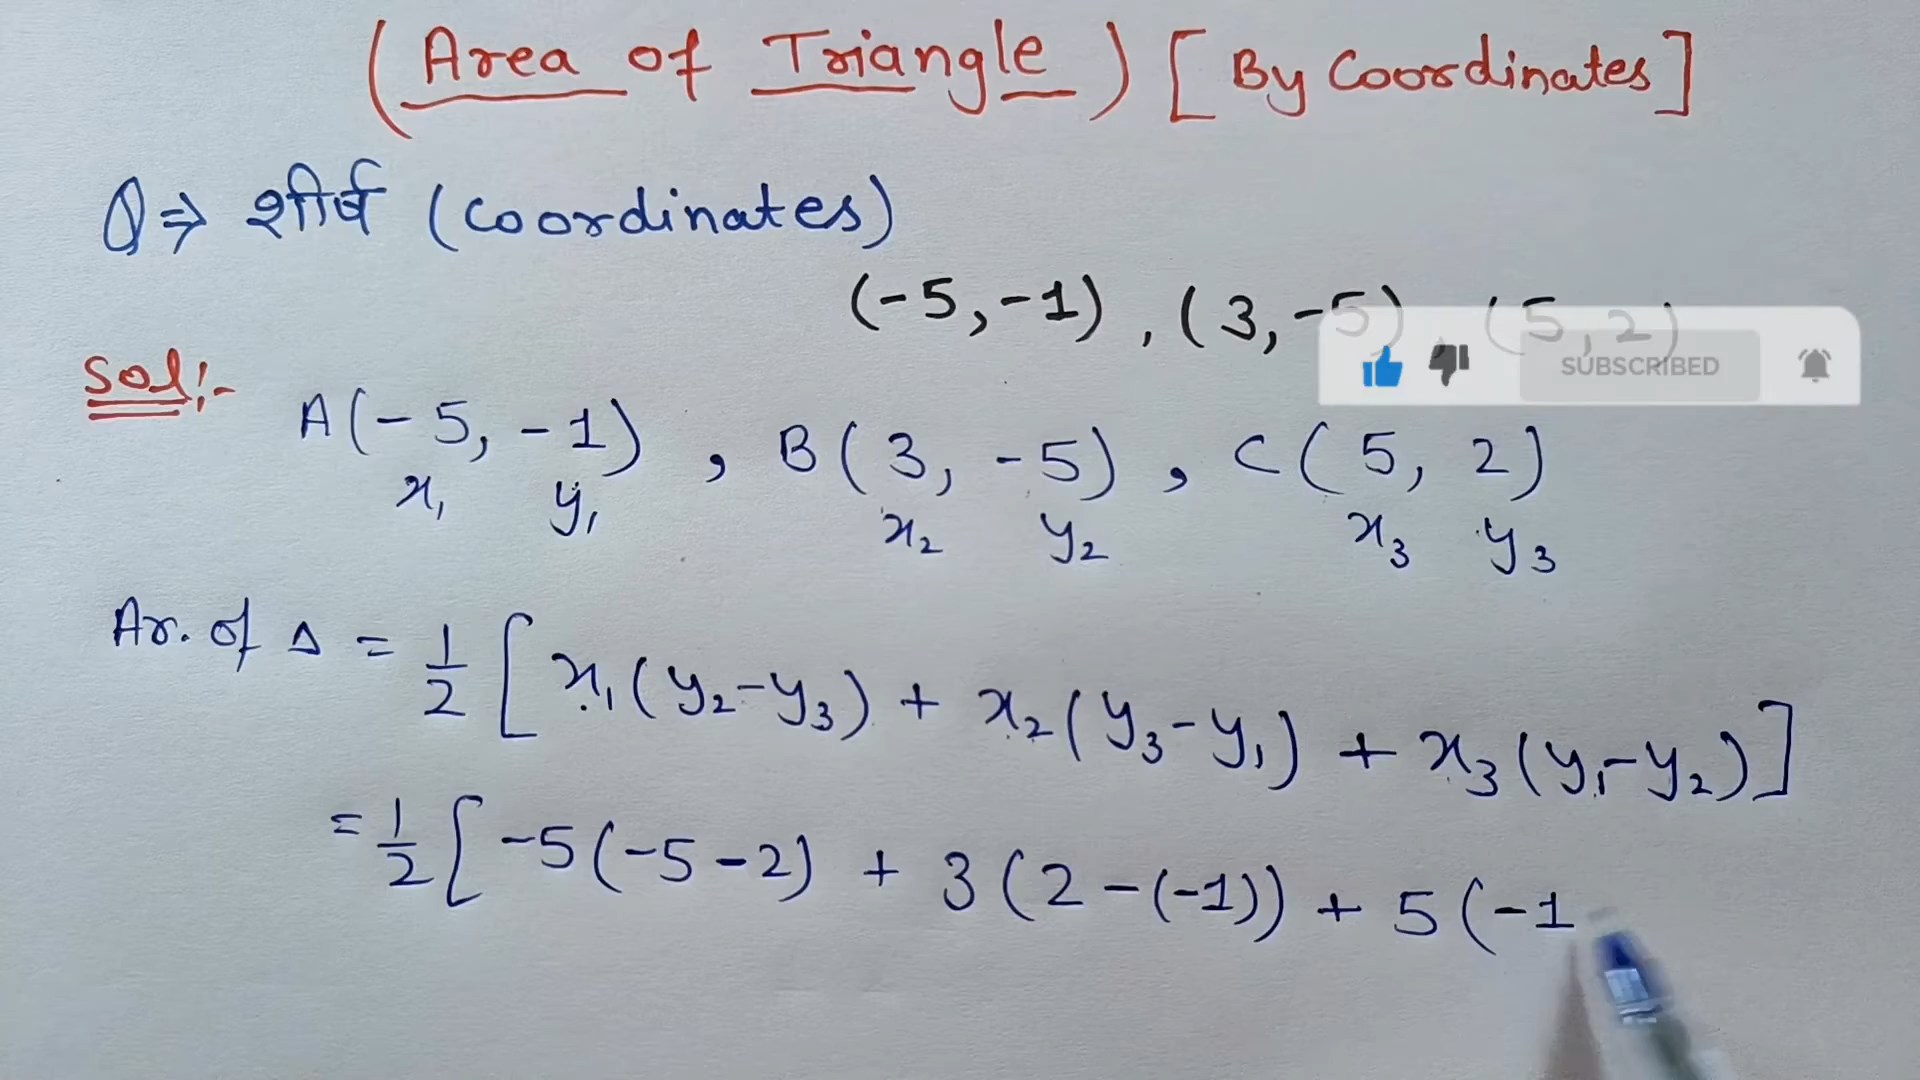 (Area of Triangle) [By Coordinates]
Q⇒ शीर्ष (Coordinates)
(-5,-1), (3,-5), (5,2)
SUBSCRIBED
Sol:-
A(-5, -1), B(3, -5), C(5, 2)
x₁ y₁ x₂ y₂ x₃ y₃
Ar. of Δ = 1/2 [x₁(y₂-y₃) + x₂(y₃-y₁) + x₃(y₁-y₂)]
= 1/2 [-5(-5-2) + 3(2-(-1)) + 5(-1